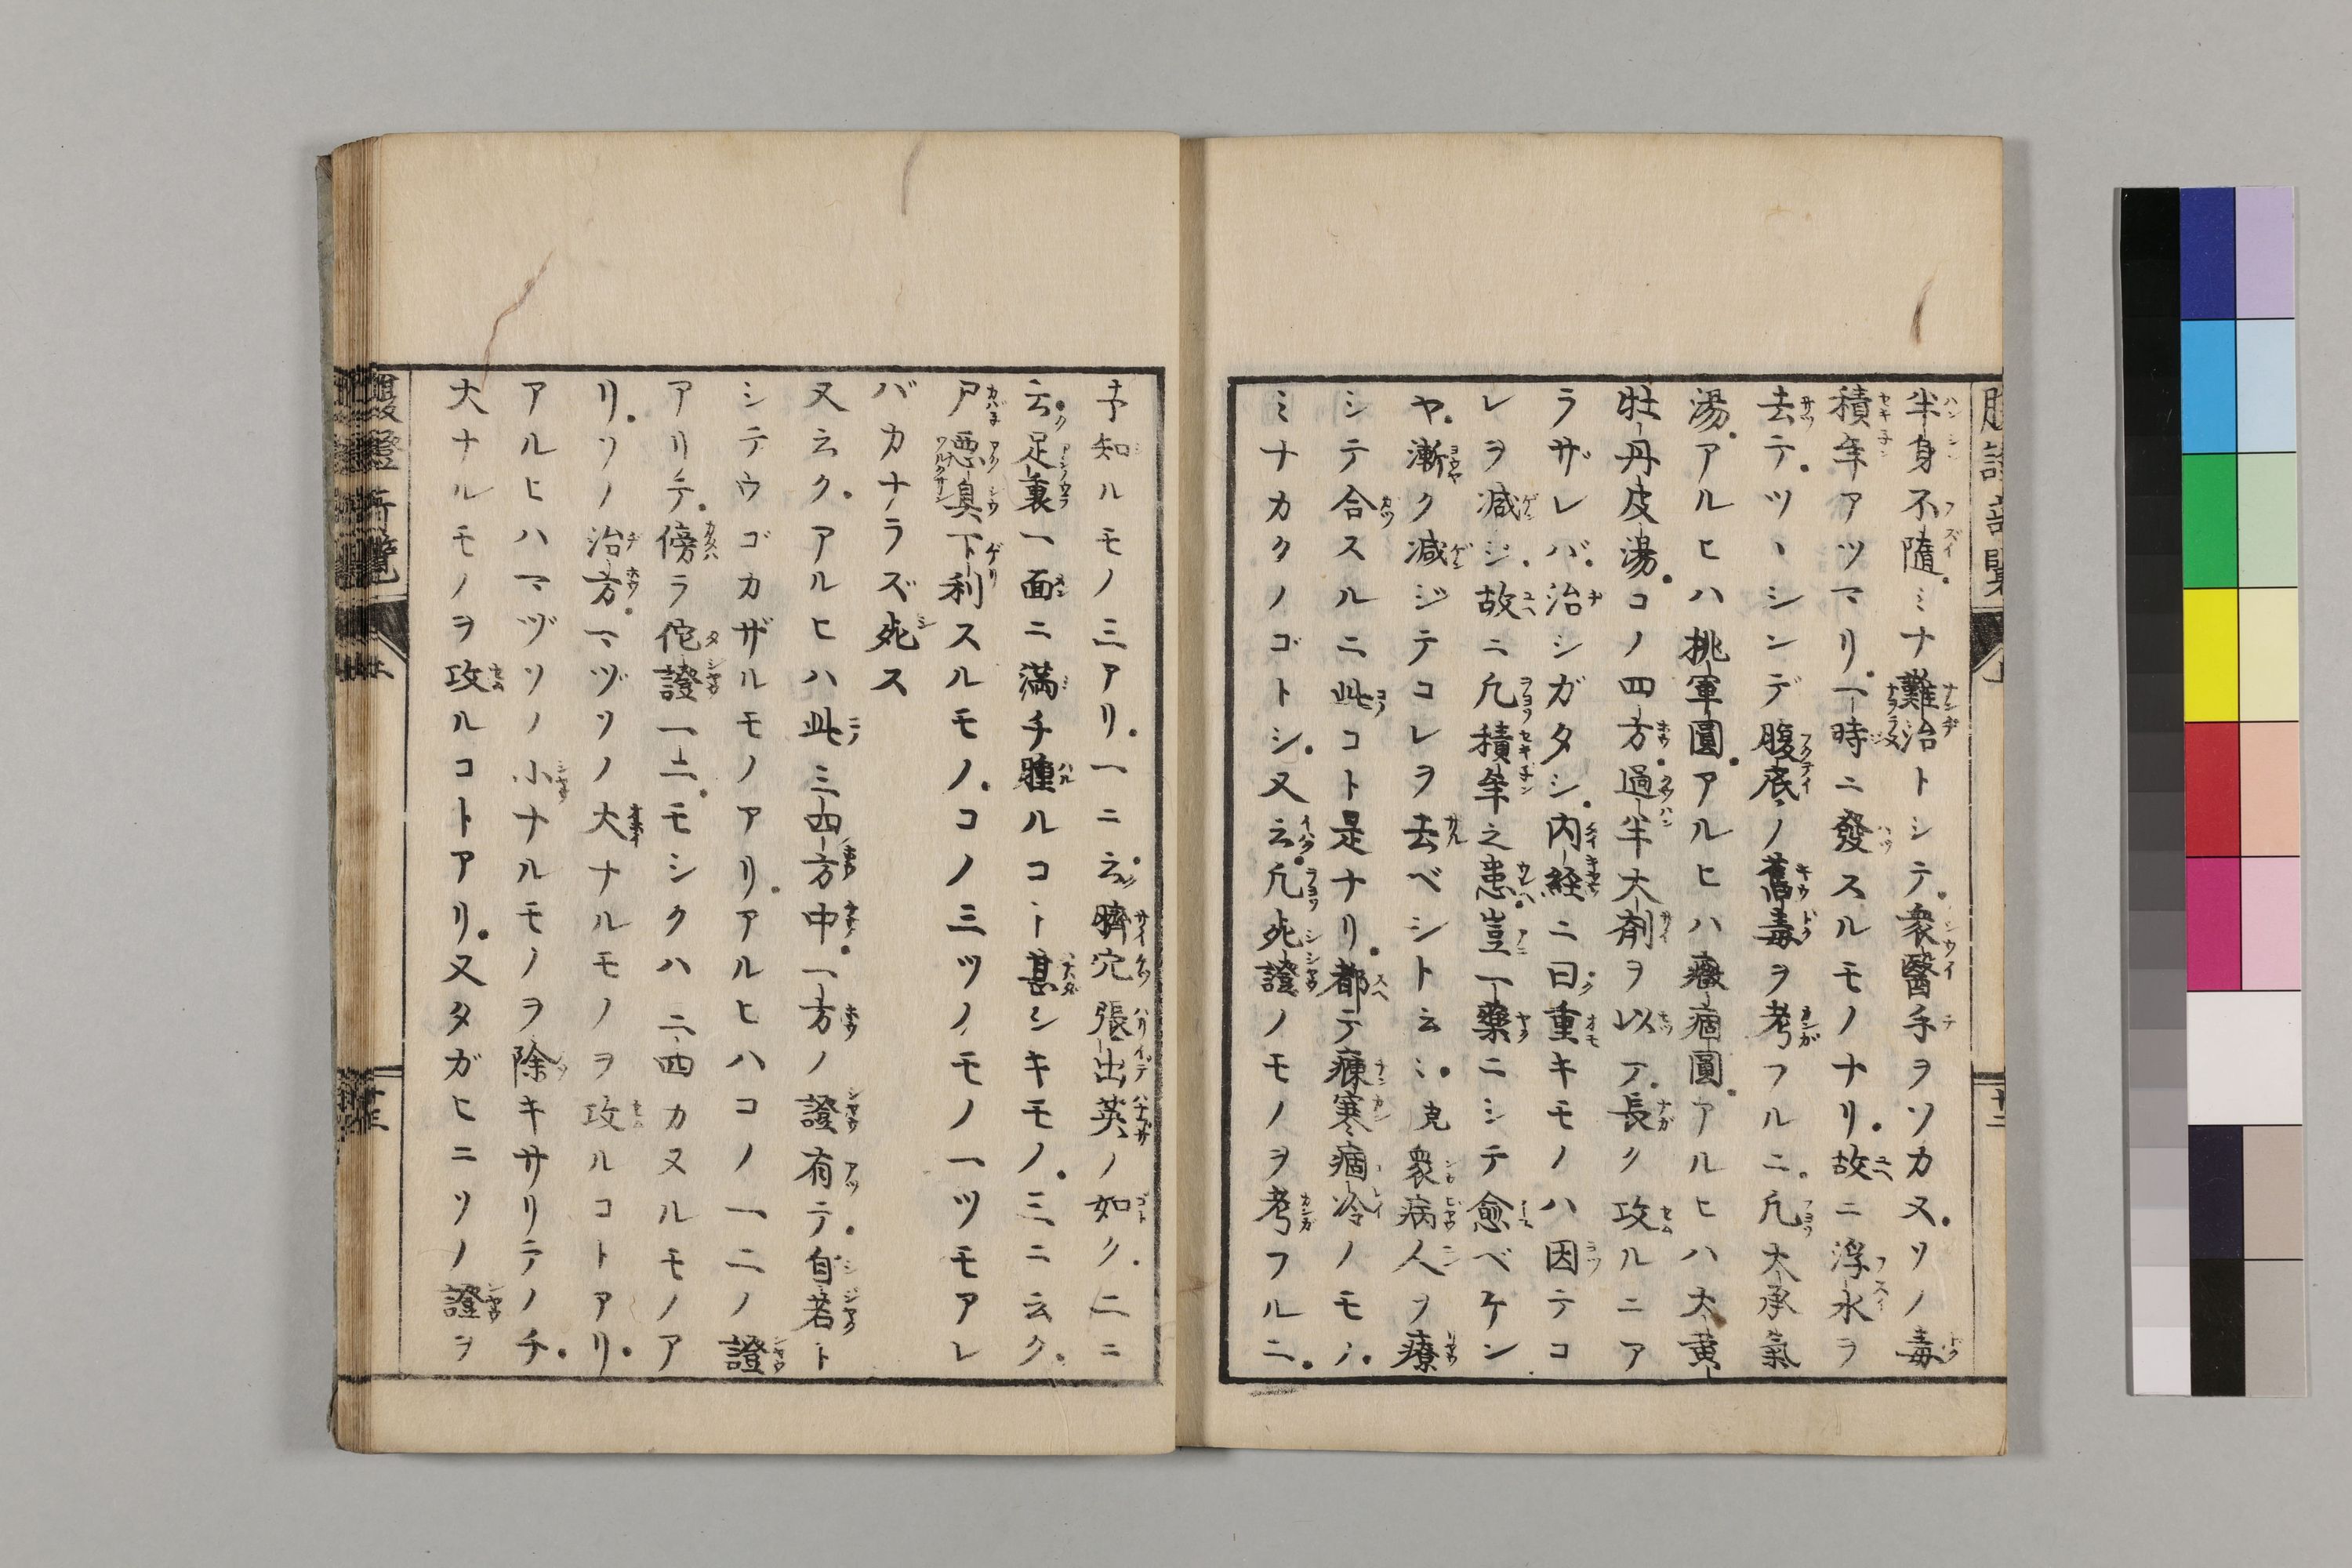 半身不隨ミナ難治トシテ衆醫手ヲソカヌソノ毒
積年アツマリ一時ニ發スルモノナリ故ニ浮水ヲ
去テツヽシンデ腹底ノ舊毒ヲ考フルニ凢大承氣
湯アルヒハ挑軍圓アルヒハ癥痼圓アルヒハ大黄
牡丹皮湯コノ四方過半大劑ヲ以ア長ク攻ルニア
ラザレバ治シガタシ内経ニ曰重キモノハ因テコ
レヲ減ジ故ニ凢積年之患豈一藥ニシテ愈ベケン
ヤ漸ク減ジテコレヲ去ベシト云ミ克衆病人ヲ療
シテ合スルニ此コト是ナリ都テ癩寒痼冷ノモノ
ミナカクノゴトシ又云凢死證ノモノヲ考フルニ
十二
予知ルモノ三アリ一ニ云臍穴張出英ノ如ク二ニ
云足裏一面ニ満チ腫ルコト甚シキモノ三ニ云ク
尸悪臭下利スルモノコノ三ツノモノ一ツモアレ
バカナラズ死ス
又云クアルヒハ此三四方中一方ノ證有テ自若ト
シテウゴカザルモノアリアルヒハコノ一二ノ證
アリテ傍ラ佗證一二モシクハ三四カヌルモノア
リソノ治方マヅソノ大ナルモノヲ攻ルコトアリ
アルヒハマヅソノ小ナルモノヲ除キサリテノチ
大ナルモノヲ攻ルコトアリ又タガヒニソノ證ヲ